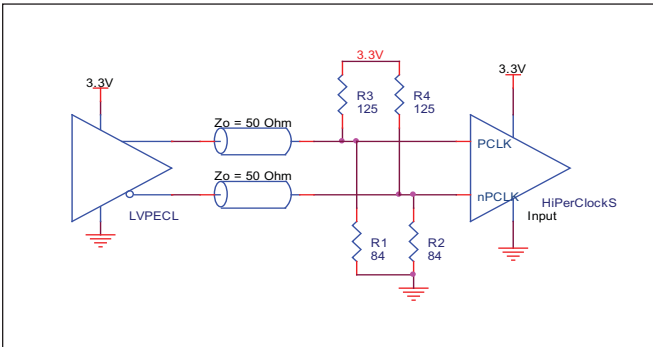 3.3V
3.3V
3.3V
R3
125
R4
125
Zo = 50 Ohm
PCLK
Zo = 50 Ohm
nPCLK
HiPerClockS
Input
LVPECL
R1
84
R2
84